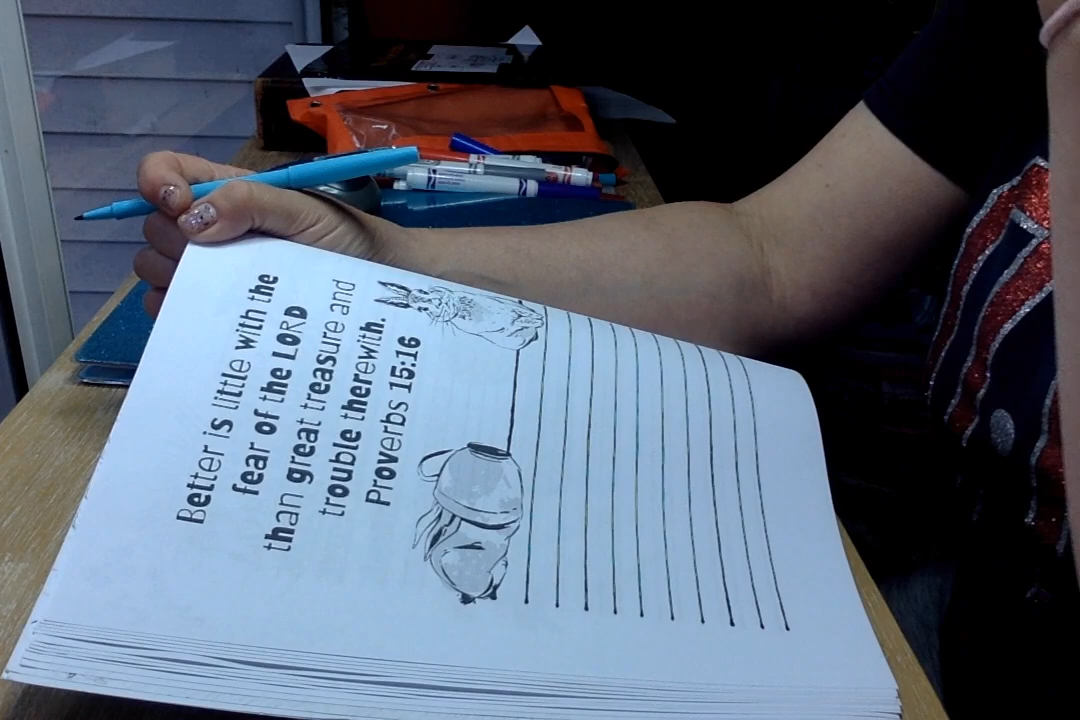 Better is little with the
fear of the LORD
than great treasure and
trouble therewith.
Proverbs 15:16